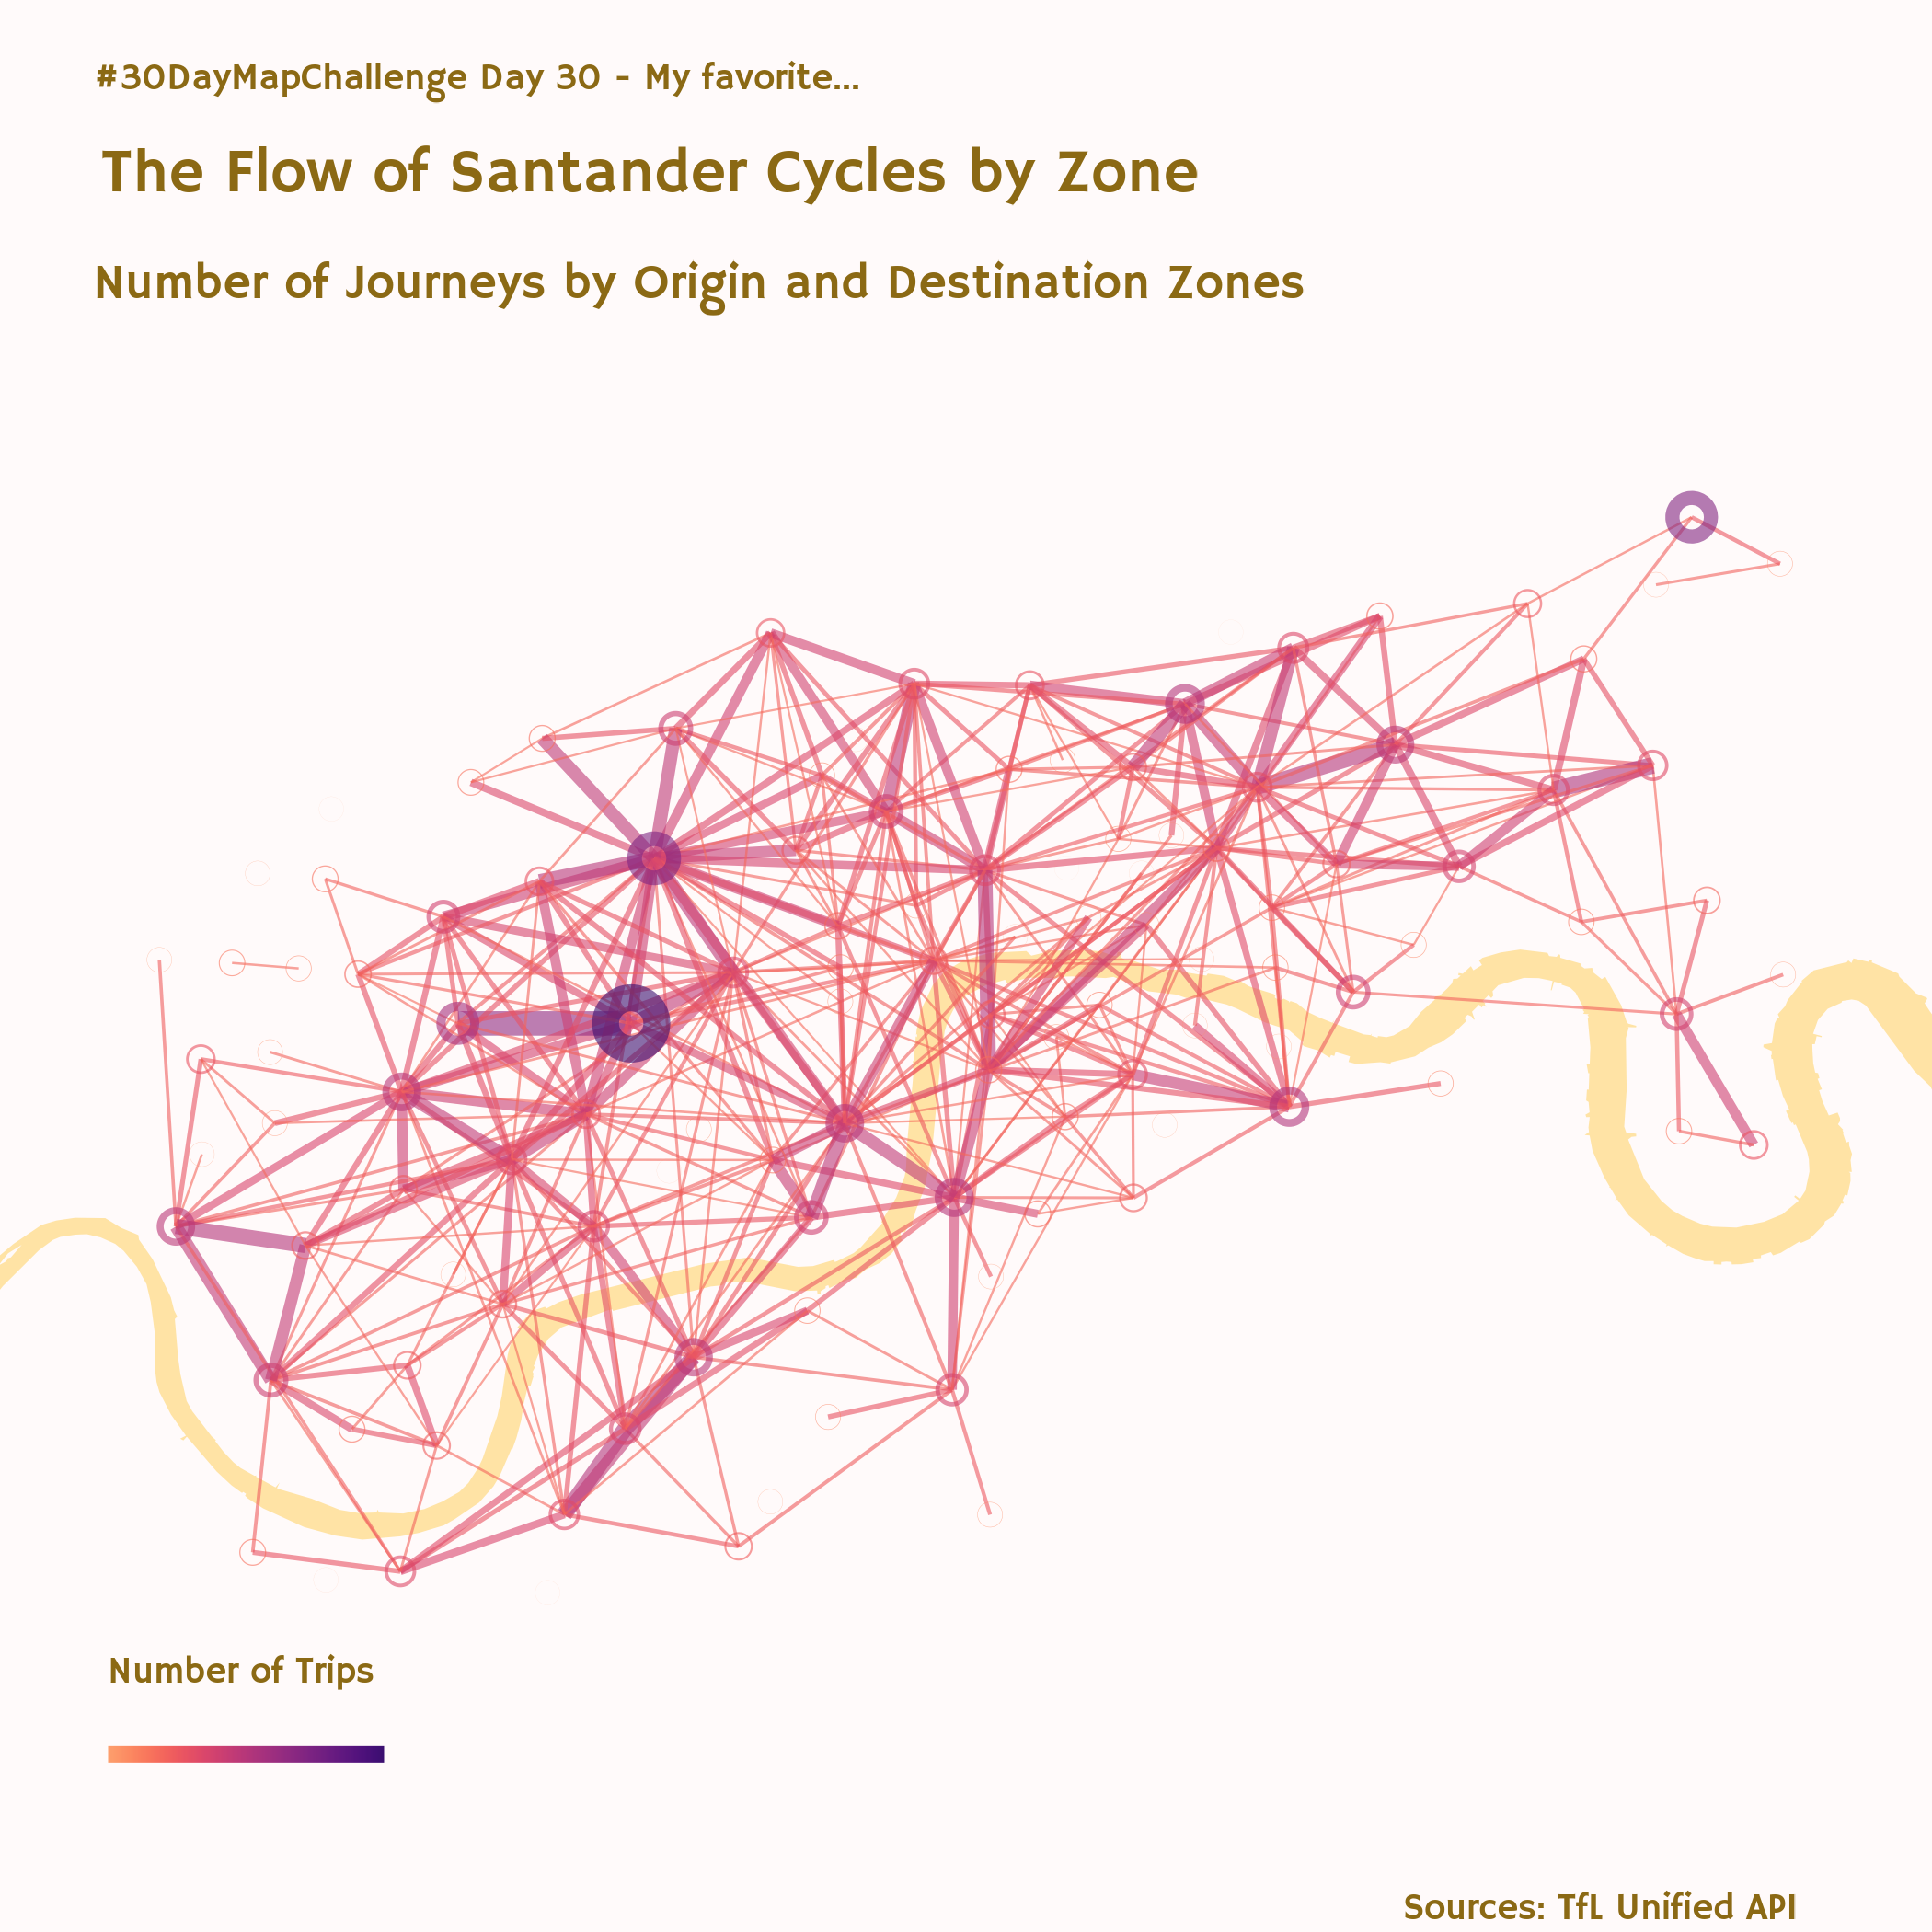 #30DayMapChallenge Day 30 - My favorite...
The Flow of Santander Cycles by Zone
Number of Journeys by Origin and Destination Zones
Number of Trips
Sources: TfL Unified API